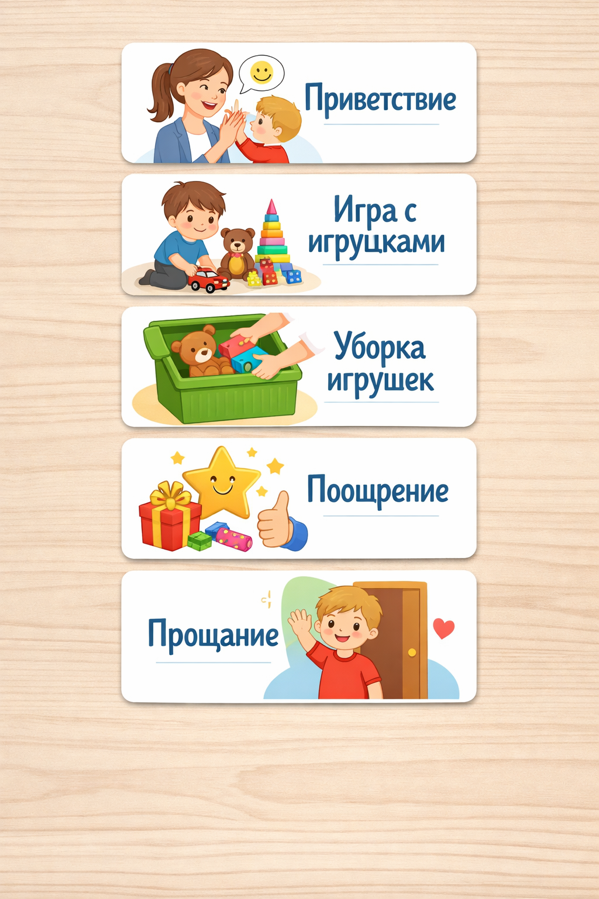 Приветствие
Игра с
игруцками
Уборка
игрушек
Поощрение
Прощание